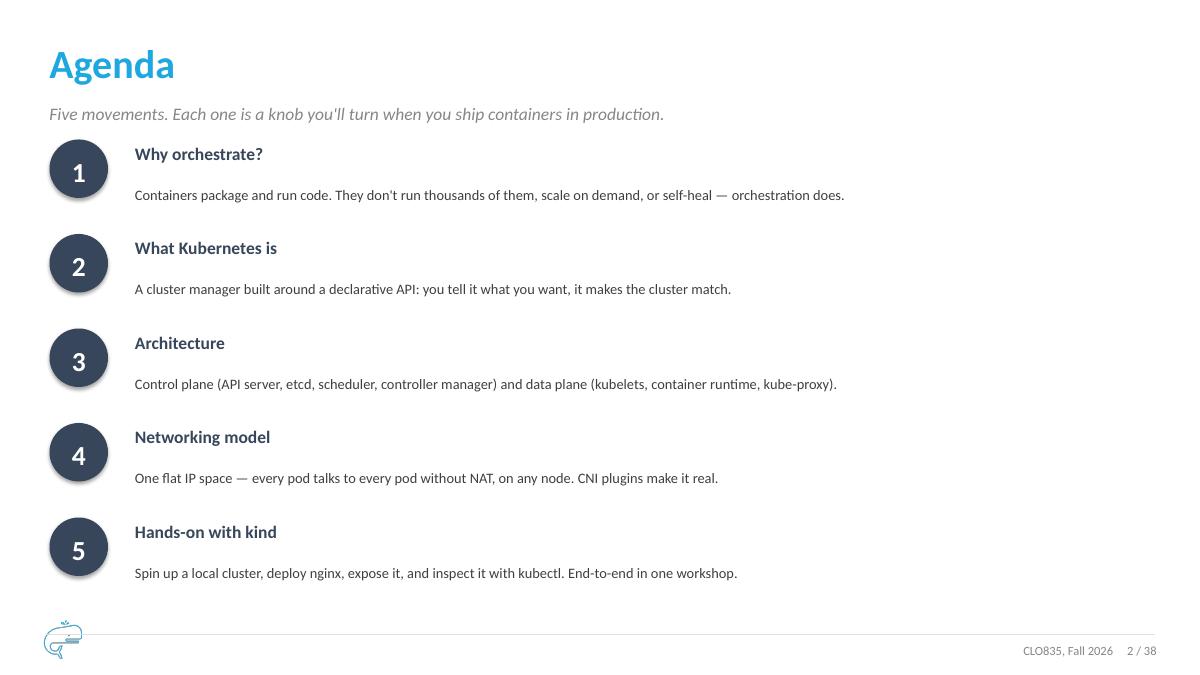 Agenda
Five movements. Each one is a knob you'll turn when you ship containers in production.
1
Why orchestrate?
Containers package and run code. They don't run thousands of them, scale on demand, or self-heal — orchestration does.
2
What Kubernetes is
A cluster manager built around a declarative API: you tell it what you want, it makes the cluster match.
3
Architecture
Control plane (API server, etcd, scheduler, controller manager) and data plane (kubelets, container runtime, kube-proxy).
4
Networking model
One flat IP space — every pod talks to every pod without NAT, on any node. CNI plugins make it real.
5
Hands-on with kind
Spin up a local cluster, deploy nginx, expose it, and inspect it with kubectl. End-to-end in one workshop.
CLO835, Fall 2026 2 / 38